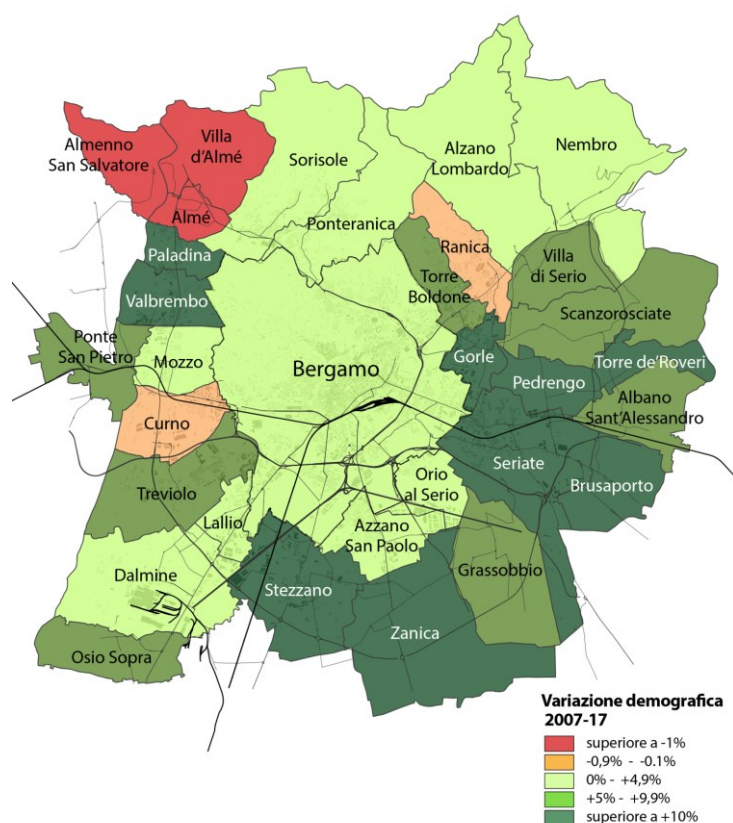 Almenno
San Salvatore
Villa
d'Almé
Almé
Sorisole
Ponteranica
Alzano
Lombardo
Nembro
Ranica
Paladina
Valbrembo
Torre
Boldone
Villa
di Serio
Scanzorosciate
Ponte
San Pietro
Mozzo
Bergamo
Gorle
Pedrengo
Torre de'Roveri
Albano
Sant'Alessandro
Curno
Treviolo
Lallio
Orio
al Serio
Seriate
Brusaporto
Azzano
San Paolo
Dalmine
Stezzano
Grassobbio
Zanica
Osio Sopra
Variazione demografica
2007-17
superiore a -1%
-0,9% - -0.1%
0% - +4,9%
+5% - +9,9%
superiore a +10%